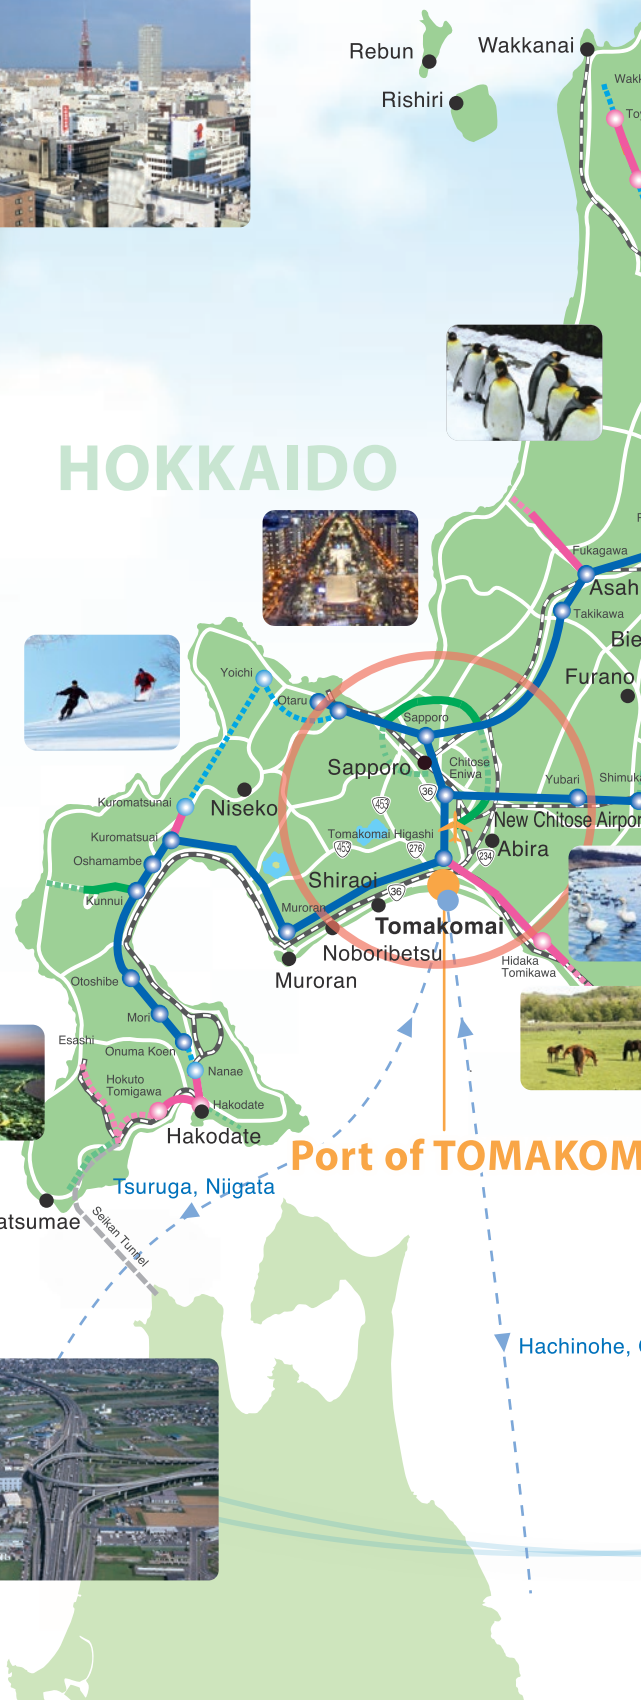 Rebun
Wakkanai
Wakk
Rishiri
Toy
HOKKAIDO
Fukagawa
Asah
Takikawa
Bie
Yoichi
Furano
Otaru
Sapporo
Sapporo
Chitose
Eniwa
Yubari
Shimuka
36
Kuromatsunai
Niseko
453
New Chitose Airpor
Kuromatsuai
Tomakomai Higashi
453
276
234
Abira
Oshamambe
Shiraoi
36
Kunnui
Muroran
Tomakomai
Noboribetsu
Hidaka
Tomikawa
Otoshibe
Muroran
Mori
Esashi
Onuma Koen
Nanae
Hokuto
Tomigawa
Hakodate
Hakodate
Port of TOMAKOM
Tsuruga, Niigata
atsumae
Seikan Tunnel
Hachinohe,